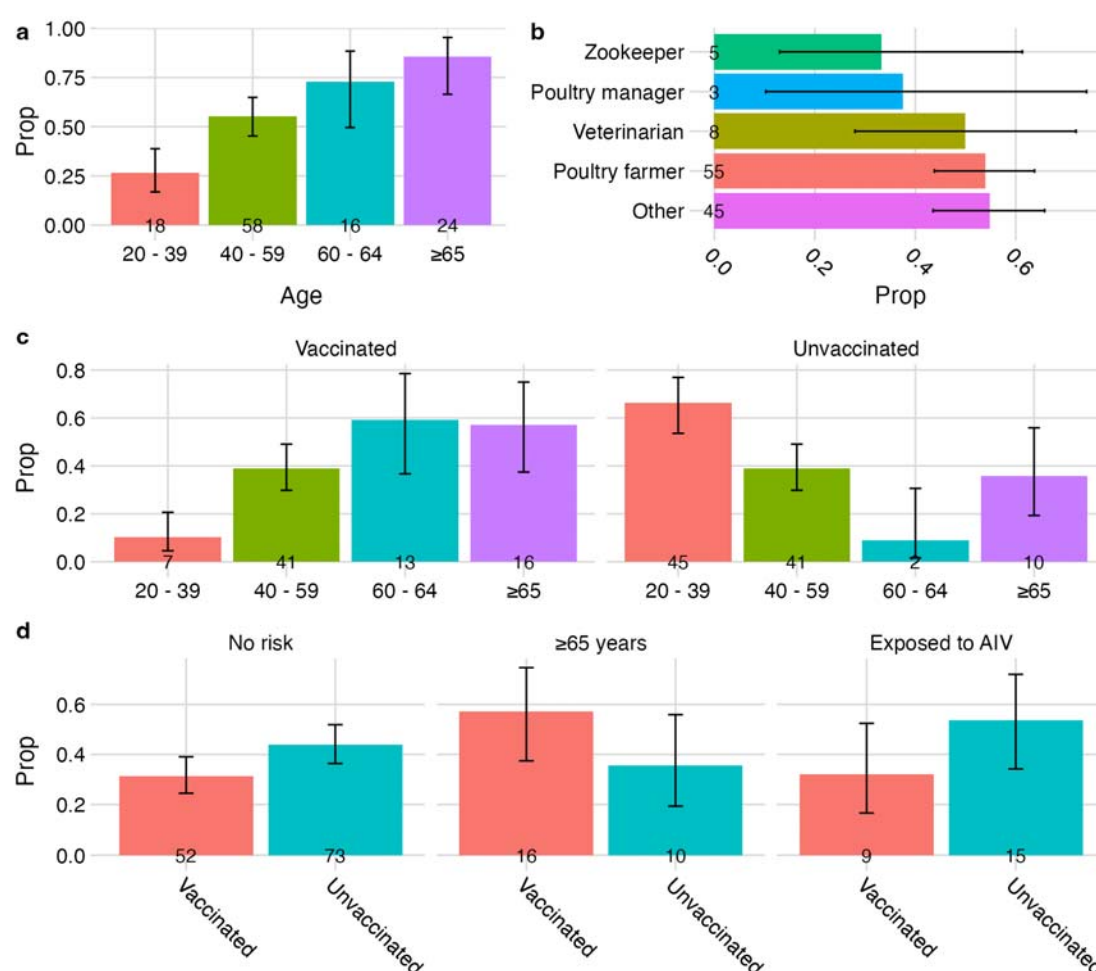 a
1.00
0.75
0.50
0.25
0.00
Prop
18 58 16 24
20 - 39 40 - 59 60 - 64 ≥65
Age
b
Zookeeper 5
Poultry manager 3
Veterinarian 8
Poultry farmer 55
Other 45
0.0 0.2 0.4 0.6
Prop
c
Vaccinated Unvaccinated
0.8
0.6
0.4
0.2
0.0
Prop
7 41 13 16 45 41 2 10
20 - 39 40 - 59 60 - 64 ≥65 20 - 39 40 - 59 60 - 64 ≥65
d
No risk ≥65 years Exposed to AIV
0.6
0.4
0.2
0.0
Prop
52 73 16 10 9 15
Vaccinated Unvaccinated Vaccinated Unvaccinated Vaccinated Unvaccinated